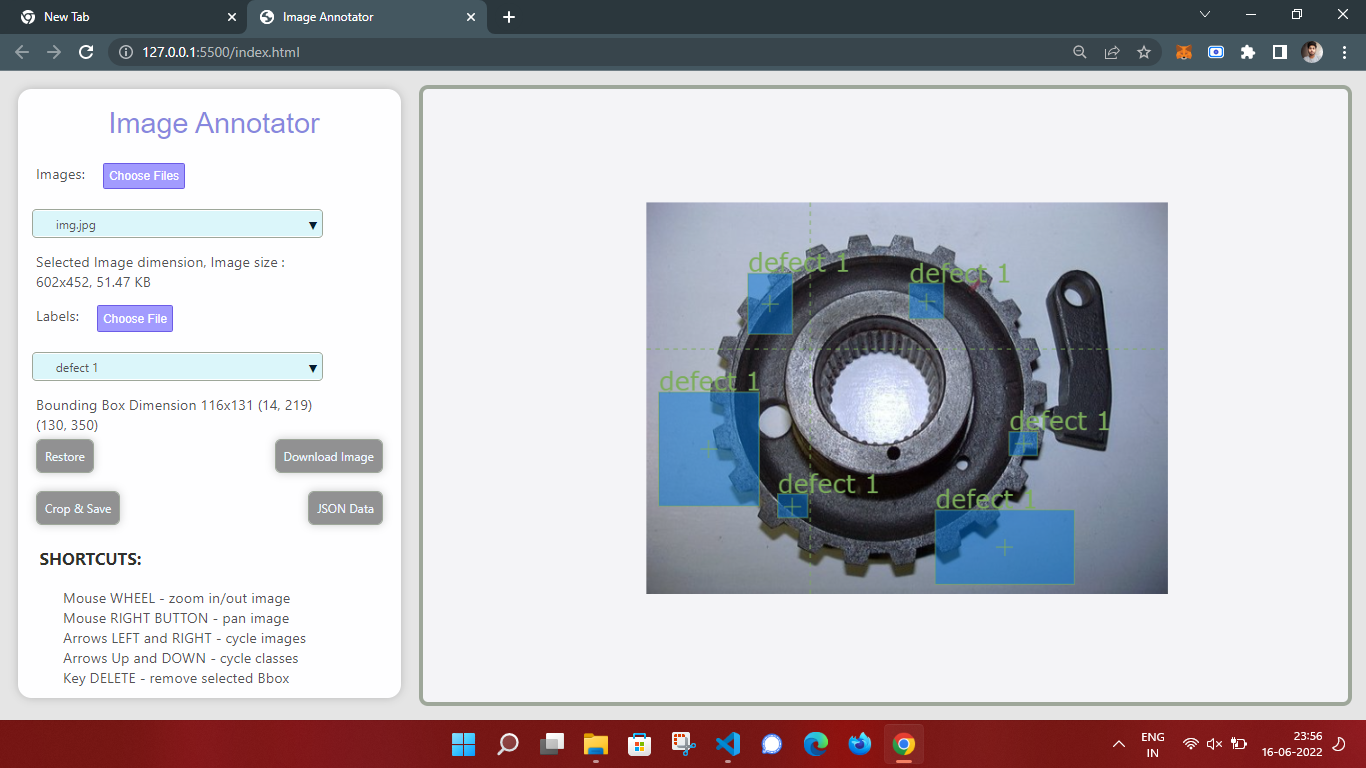 New Tab
Image Annotator
127.0.0.1:5500/index.html
Image Annotator
Images: Choose Files
img.jpg
Selected Image dimension, Image size :
602x452, 51.47 KB
Labels: Choose File
defect 1
Bounding Box Dimension 116x131 (14, 219)
(130, 350)
Restore
Download Image
Crop & Save
JSON Data
SHORTCUTS:
Mouse WHEEL - zoom in/out image
Mouse RIGHT BUTTON - pan image
Arrows LEFT and RIGHT - cycle images
Arrows Up and DOWN - cycle classes
Key DELETE - remove selected Bbox
defect 1
defect 1
defect 1
defect 1
defect 1
defect 1
ENG
IN
23:56
16-06-2022